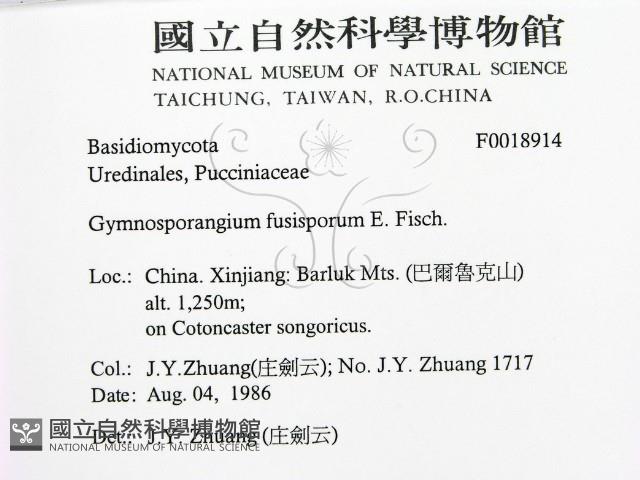 國立自然科學博物館
NATIONAL MUSEUM OF NATURAL SCIENCE
TAICHUNG, TAIWAN, R.O.CHINA
Basidiomycota F0018914
Uredinales, Pucciniaceae
Gymnosporangium fusisporum E. Fisch.
Loc.: China. Xinjiang: Barluk Mts. (巴爾魯克山)
alt. 1,250m;
on Cotoncaster songoricus.
Col.: J.Y.Zhuang(庄劍云); No. J.Y. Zhuang 1717
Date: Aug. 04, 1986
Det.: J.Y. Zhuang (庄劍云)
國立自然科學博物館
NATIONAL MUSEUM OF NATURAL SCIENCE